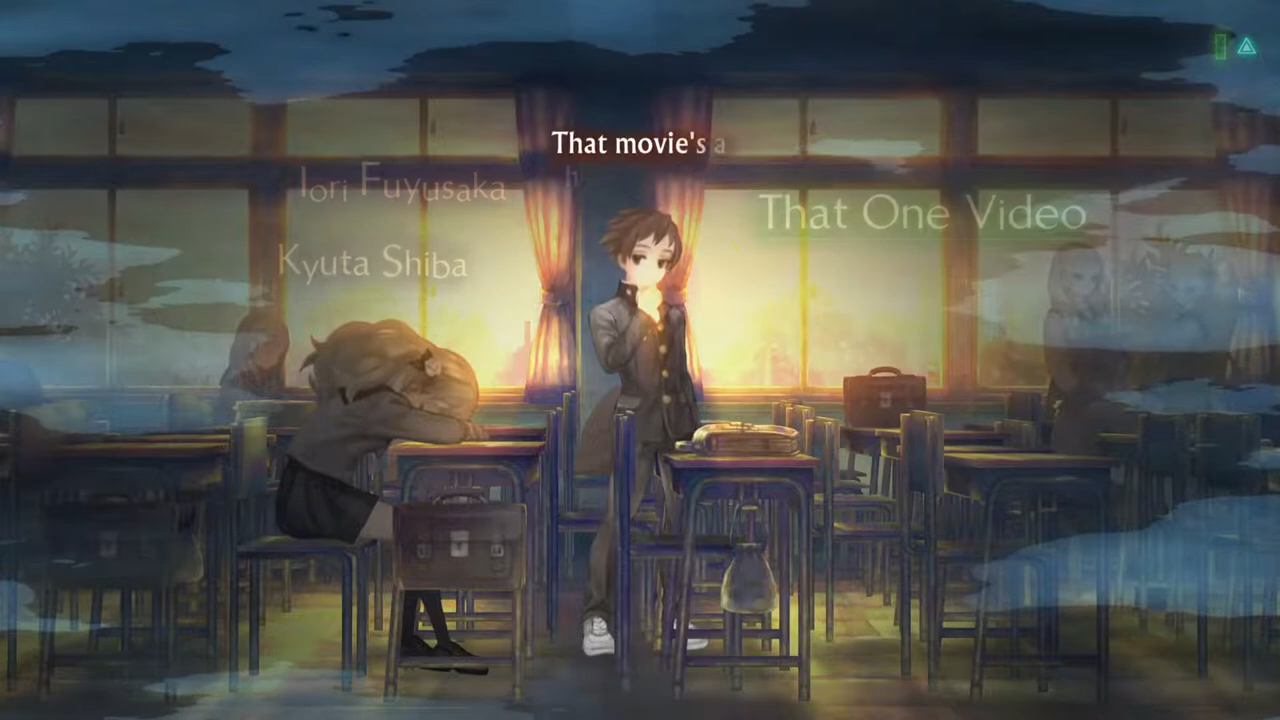 That movie's a
Iori Fuyusaka
h
That One Video
Kyuta Shiba